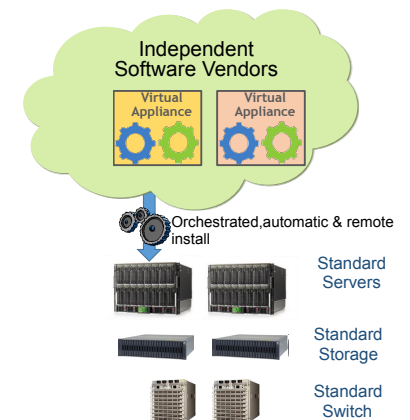 Independent
Software Vendors
Virtual
Appliance
Virtual
Appliance
Orchestrated,automatic & remote
install
Standard
Servers
Standard
Storage
Standard
Switch